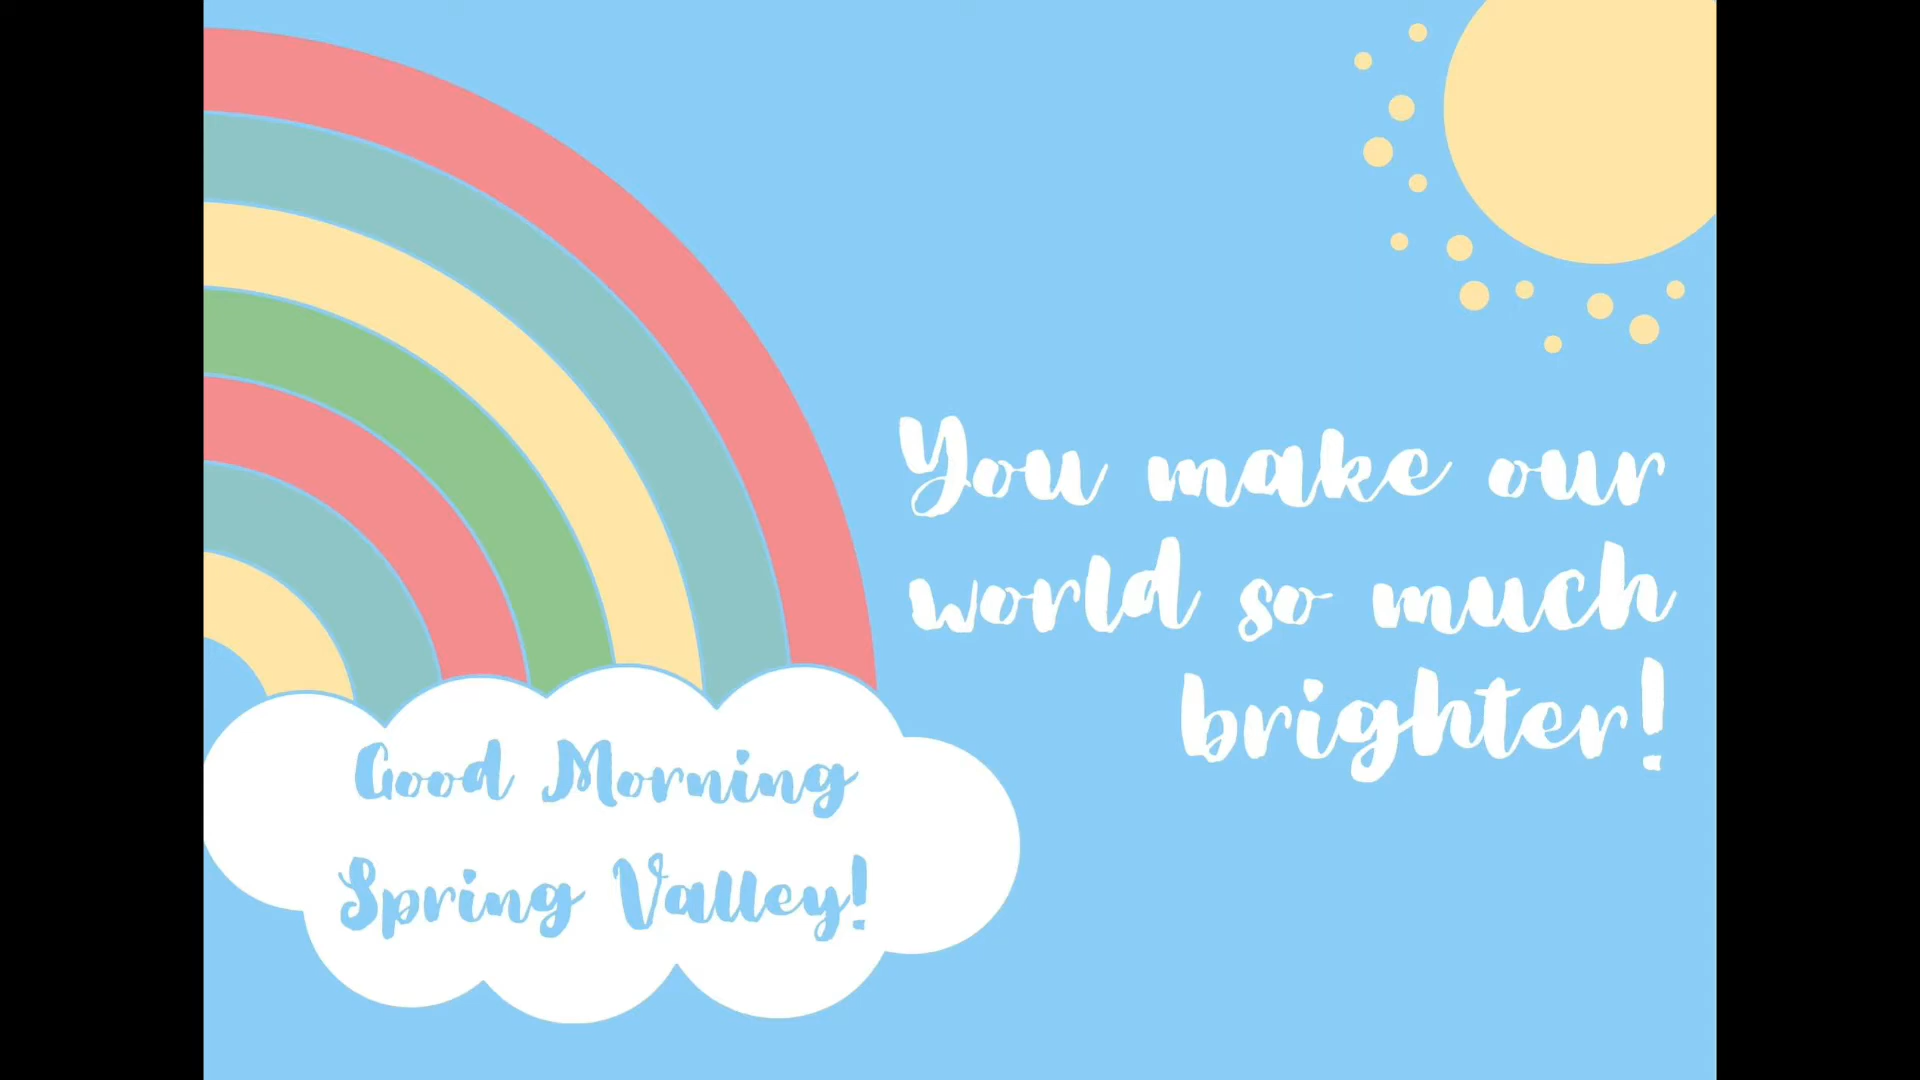 You make our
world so much
brighter!
Good Morning
Spring Valley!